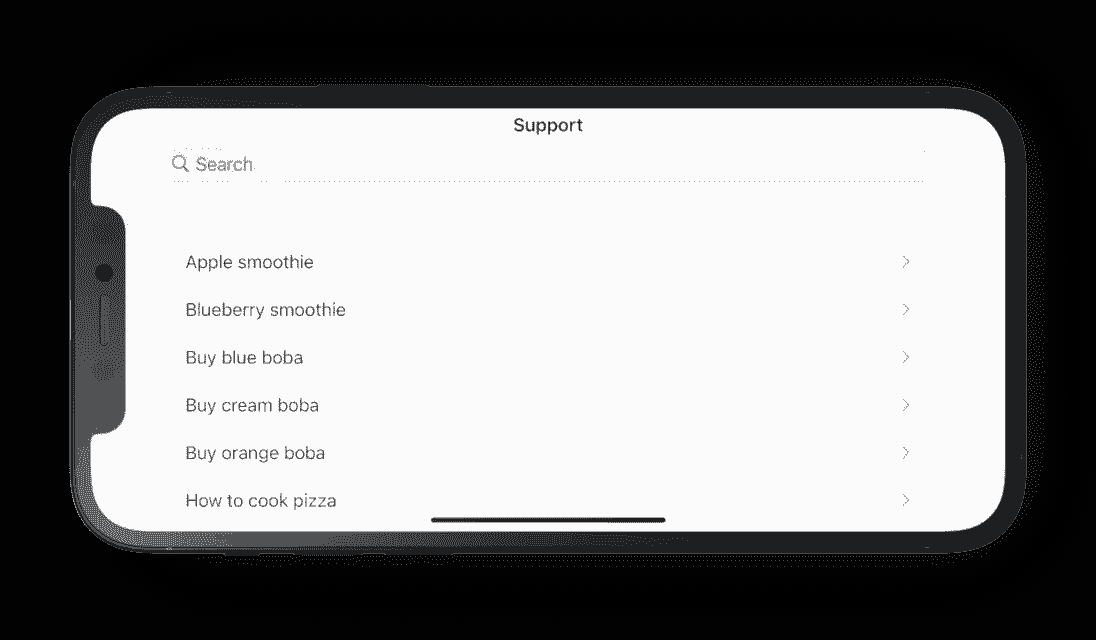 Support
Search
Apple smoothie
Blueberry smoothie
Buy blue boba
Buy cream boba
Buy orange boba
How to cook pizza